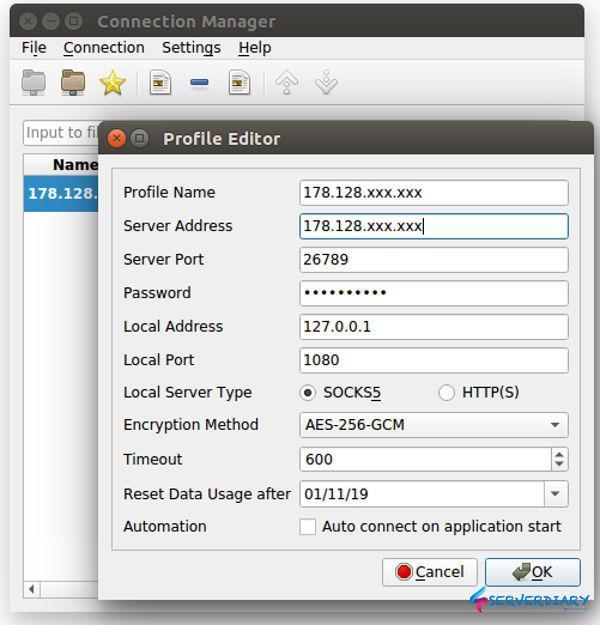 Connection Manager
File Connection Settings Help
Input to fi
Name
178.128.
Profile Editor
Profile Name 178.128.xxx.xxx
Server Address 178.128.xxx.xxx
Server Port 26789
Password ••••••••••
Local Address 127.0.0.1
Local Port 1080
Local Server Type SOCKS5 HTTP(S)
Encryption Method AES-256-GCM
Timeout 600
Reset Data Usage after 01/11/19
Automation Auto connect on application start
Cancel OK
SERVERDIARY